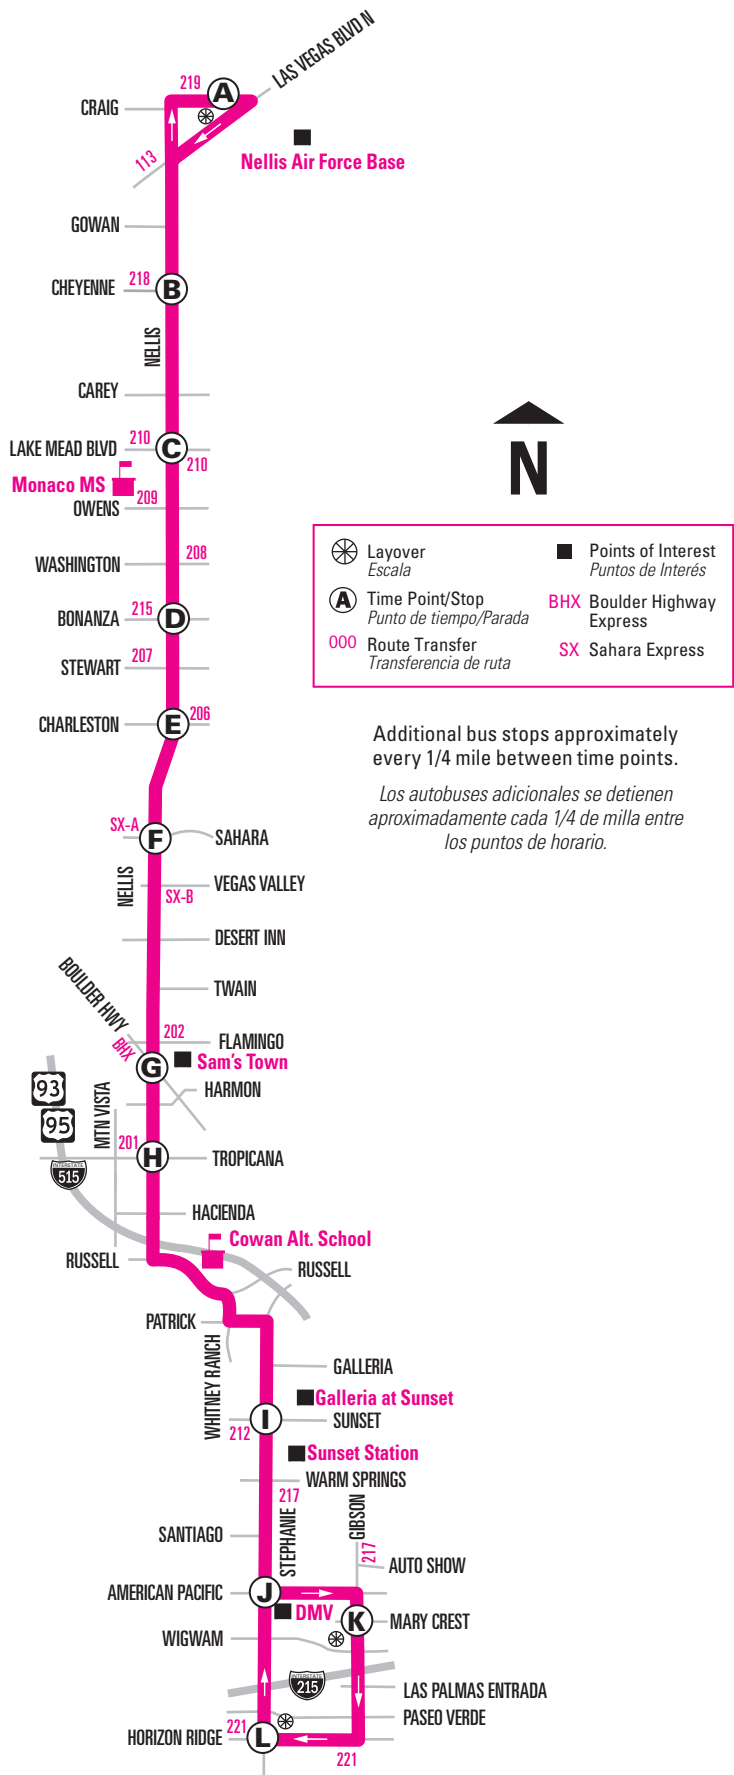 LAS VEGAS BLVD N
219
A
CRAIG
113
Nellis Air Force Base
GOWAN
CHEYENNE
218
B
NELLIS
CAREY
LAKE MEAD BLVD
210
C
210
Monaco MS
209
OWENS
WASHINGTON
208
BONANZA
215
D
STEWART
207
CHARLESTON
E
206
N
Layover
Escala
A Time Point/Stop
Punto de tiempo/Parada
000 Route Transfer
Transferencia de ruta
Points of Interest
Puntos de Interés
BHX Boulder Highway
Express
SX Sahara Express
Additional bus stops approximately
every 1/4 mile between time points.
Los autobuses adicionales se detienen
aproximadamente cada 1/4 de milla entre
los puntos de horario.
SX-A
F
SAHARA
NELLIS
VEGAS VALLEY
SX-B
DESERT INN
TWAIN
BOULDER HWY
BHX
202
FLAMINGO
G
Sam's Town
93
95
INTERSTATE
515
MTN VISTA
HARMON
201
H
TROPICANA
HACIENDA
Cowan Alt. School
RUSSELL
RUSSELL
PATRICK
WHITNEY RANCH
GALLERIA
Galleria at Sunset
I
SUNSET
212
Sunset Station
WARM SPRINGS
217
STEPHANIE
GIBSON
217
SANTIAGO
AUTO SHOW
AMERICAN PACIFIC
J
DMV
K
MARY CREST
WIGWAM
INTERSTATE
215
LAS PALMAS ENTRADA
PASEO VERDE
HORIZON RIDGE
221
L
221